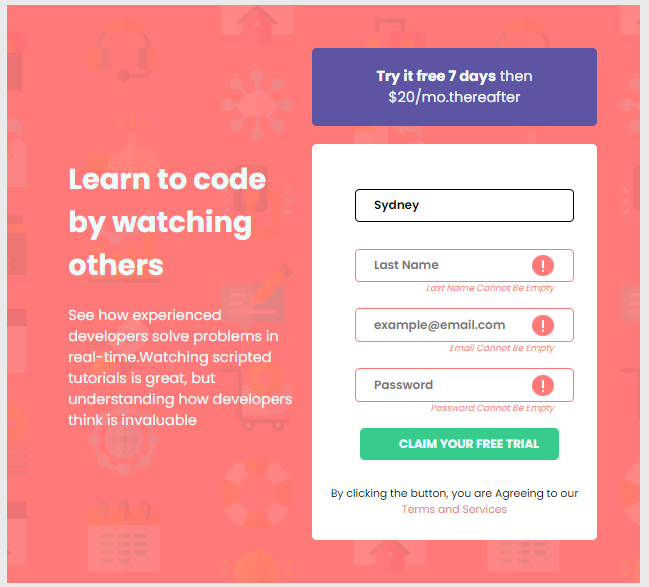 Learn to code
by watching
others
See how experienced
developers solve problems in
real-time.Watching scripted
tutorials is great, but
understanding how developers
think is invaluable
Try it free 7 days then
$20/mo.thereafter
Sydney
Last Name
!
Last Name Cannot Be Empty
example@email.com
!
Email Cannot Be Empty
Password
!
Password Cannot Be Empty
CLAIM YOUR FREE TRIAL
By clicking the button, you are Agreeing to our
Terms and Services